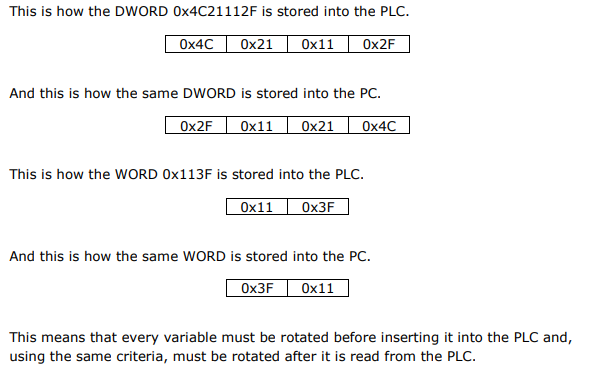 This is how the DWORD 0x4C21112F is stored into the PLC.
0x4C 0x21 0x11 0x2F
And this is how the same DWORD is stored into the PC.
0x2F 0x11 0x21 0x4C
This is how the WORD 0x113F is stored into the PLC.
0x11 0x3F
And this is how the same WORD is stored into the PC.
0x3F 0x11
This means that every variable must be rotated before inserting it into the PLC and,
using the same criteria, must be rotated after it is read from the PLC.